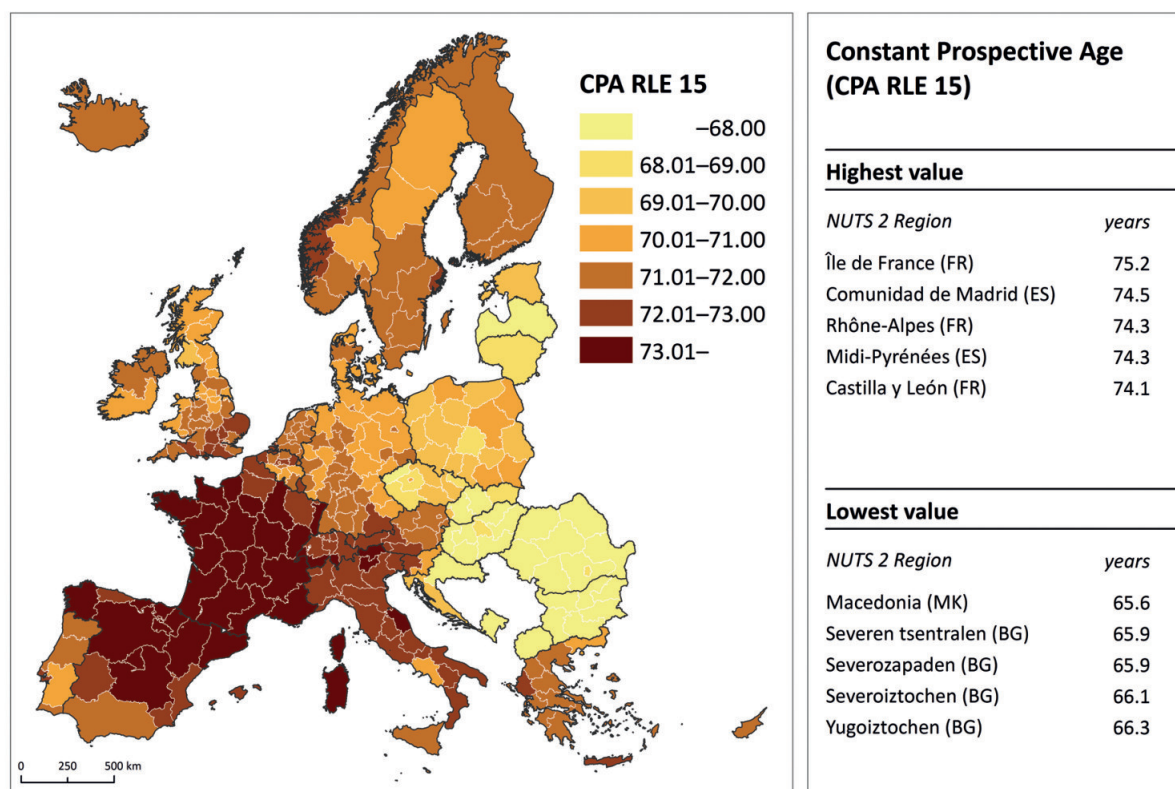 CPA RLE 15
–68.00
68.01–69.00
69.01–70.00
70.01–71.00
71.01–72.00
72.01–73.00
73.01–
0 250 500 km
Constant Prospective Age
(CPA RLE 15)
Highest value
NUTS 2 Region years
Île de France (FR) 75.2
Comunidad de Madrid (ES) 74.5
Rhône-Alpes (FR) 74.3
Midi-Pyrénées (ES) 74.3
Castilla y León (FR) 74.1
Lowest value
NUTS 2 Region years
Macedonia (MK) 65.6
Severen tsentralen (BG) 65.9
Severozapaden (BG) 65.9
Severoiztochen (BG) 66.1
Yugoiztochen (BG) 66.3